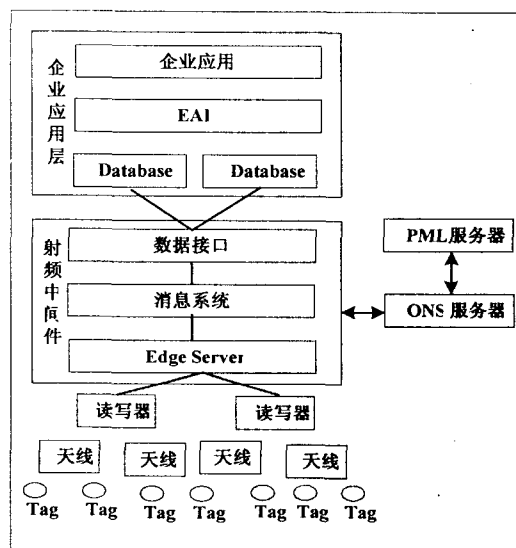 企业应用层
企业应用
EAI
Database Database
射频中间件
数据接口
消息系统
Edge Server
PML服务器
ONS 服务器
读写器 读写器
天线 天线 天线 天线
Tag Tag Tag Tag Tag Tag Tag